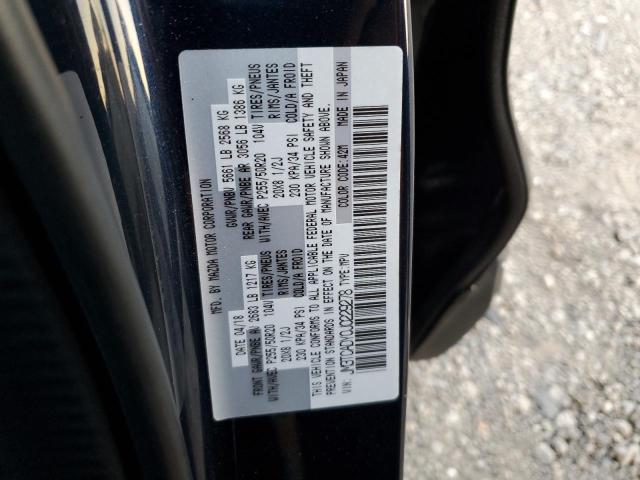 MFD. BY MAZDA MOTOR CORPORATION
DATE 04/18 GVWR/PNBV 5661 LB 2568 KG
FRONT GAWR/PNBE AV 2683 LB 1217 KG REAR GAWR/PNBE AR 3056 LB 1386 KG
WITH/AVEC P255/50R20 104V TIRES/PNEUS WITH/AVEC P255/50R20 104V TIRES/PNEUS
20X8 1/2J RIMS/JANTES 20X8 1/2J RIMS/JANTES
230 KPA/34 PSI COLD/A FROID 230 KPA/34 PSI COLD/A FROID
THIS VEHICLE CONFORMS TO ALL APPLICABLE FEDERAL MOTOR VEHICLE SAFETY AND THEFT
PREVENTION STANDARDS IN EFFECT ON THE DATE OF MANUFACTURE SHOWN ABOVE.
VIN: JM3TCADY0J0229278 TYPE:MPV COLOR CODE:42M MADE IN JAPAN